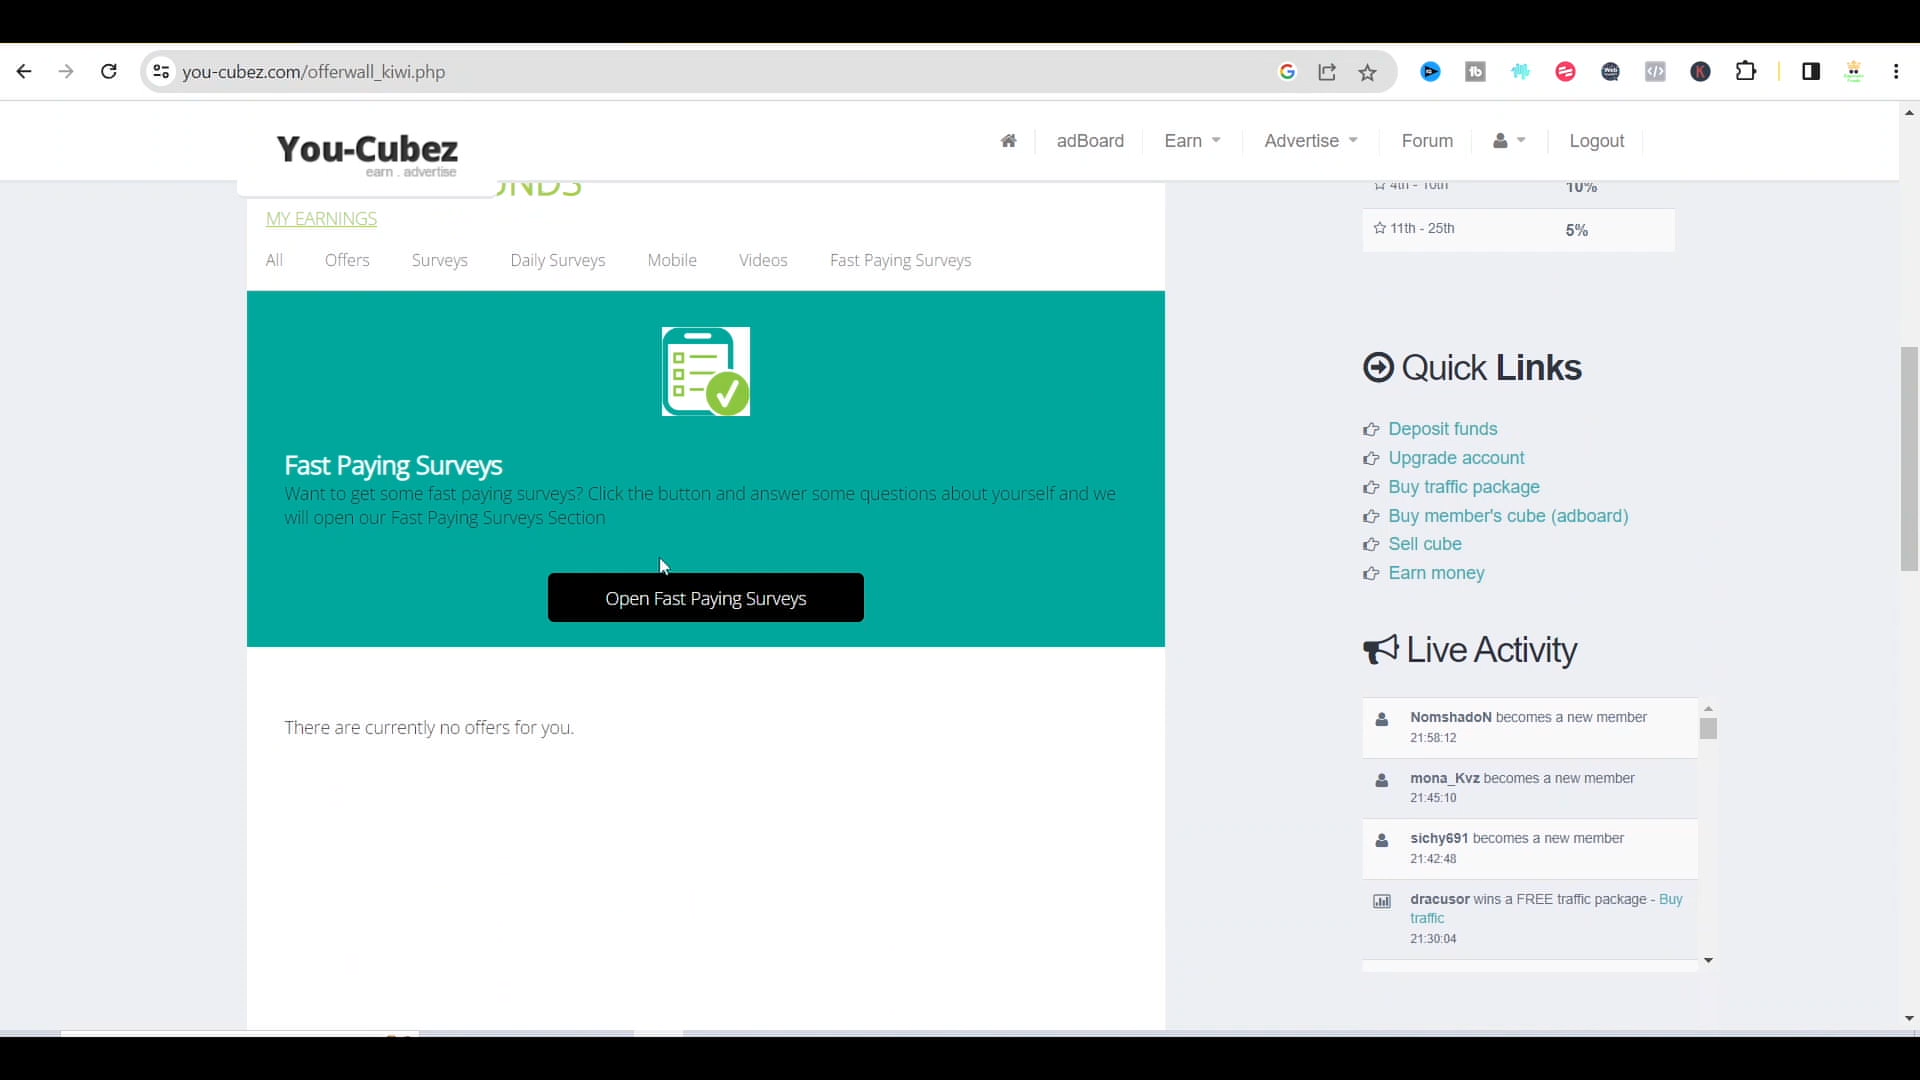 you-cubez.com/offerwall_kiwi.php
You-Cubez
earn . advertise
adBoard
Earn
Advertise
Forum
Logout
MY EARNINGS
All
Offers
Surveys
Daily Surveys
Mobile
Videos
Fast Paying Surveys
Fast Paying Surveys
Want to get some fast paying surveys? Click the button and answer some questions about yourself and we
will open our Fast Paying Surveys Section
Open Fast Paying Surveys
There are currently no offers for you.
4th - 10th 10%
11th - 25th 5%
Quick Links
Deposit funds
Upgrade account
Buy traffic package
Buy member's cube (adboard)
Sell cube
Earn money
Live Activity
NomshadoN becomes a new member
21:58:12
mona_Kvz becomes a new member
21:45:10
sichy691 becomes a new member
21:42:48
dracusor wins a FREE traffic package - Buy
traffic
21:30:04